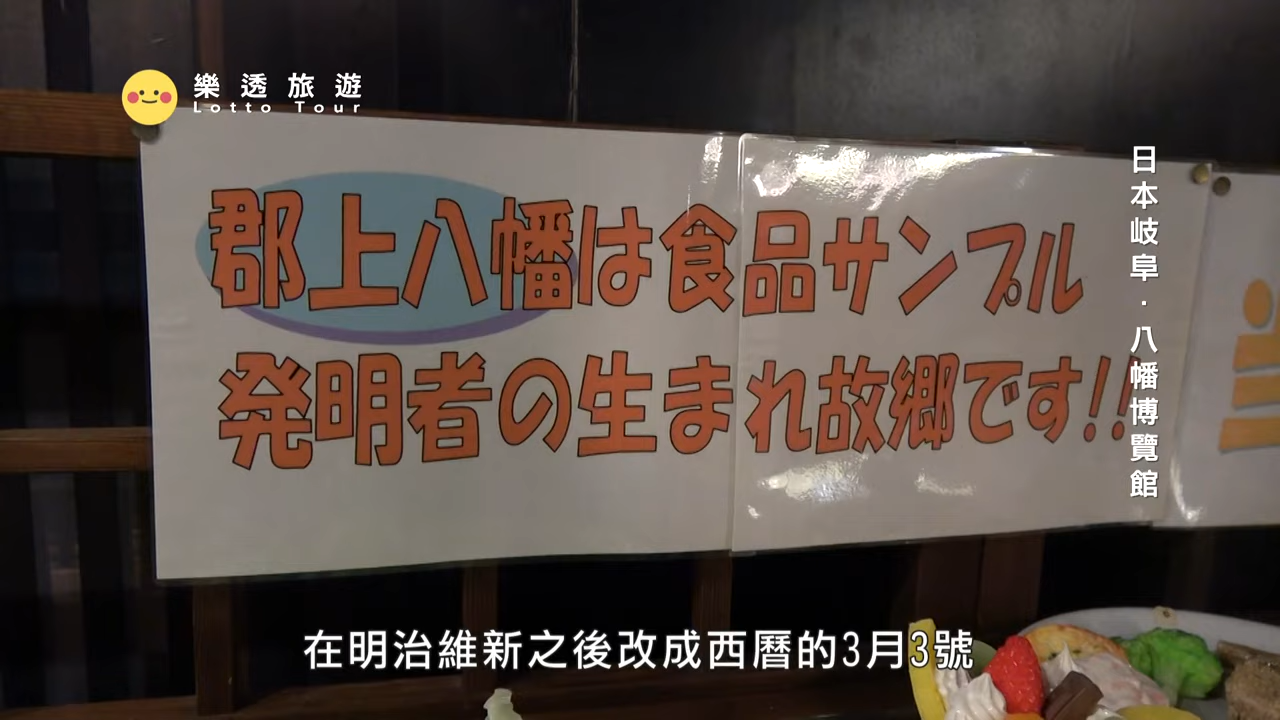 樂透旅遊
Lotto Tour
郡上八幡は食品サンプル
発明者の生まれ故郷です!!
日本岐阜·八幡博覽館
在明治維新之後改成西曆的3月3號